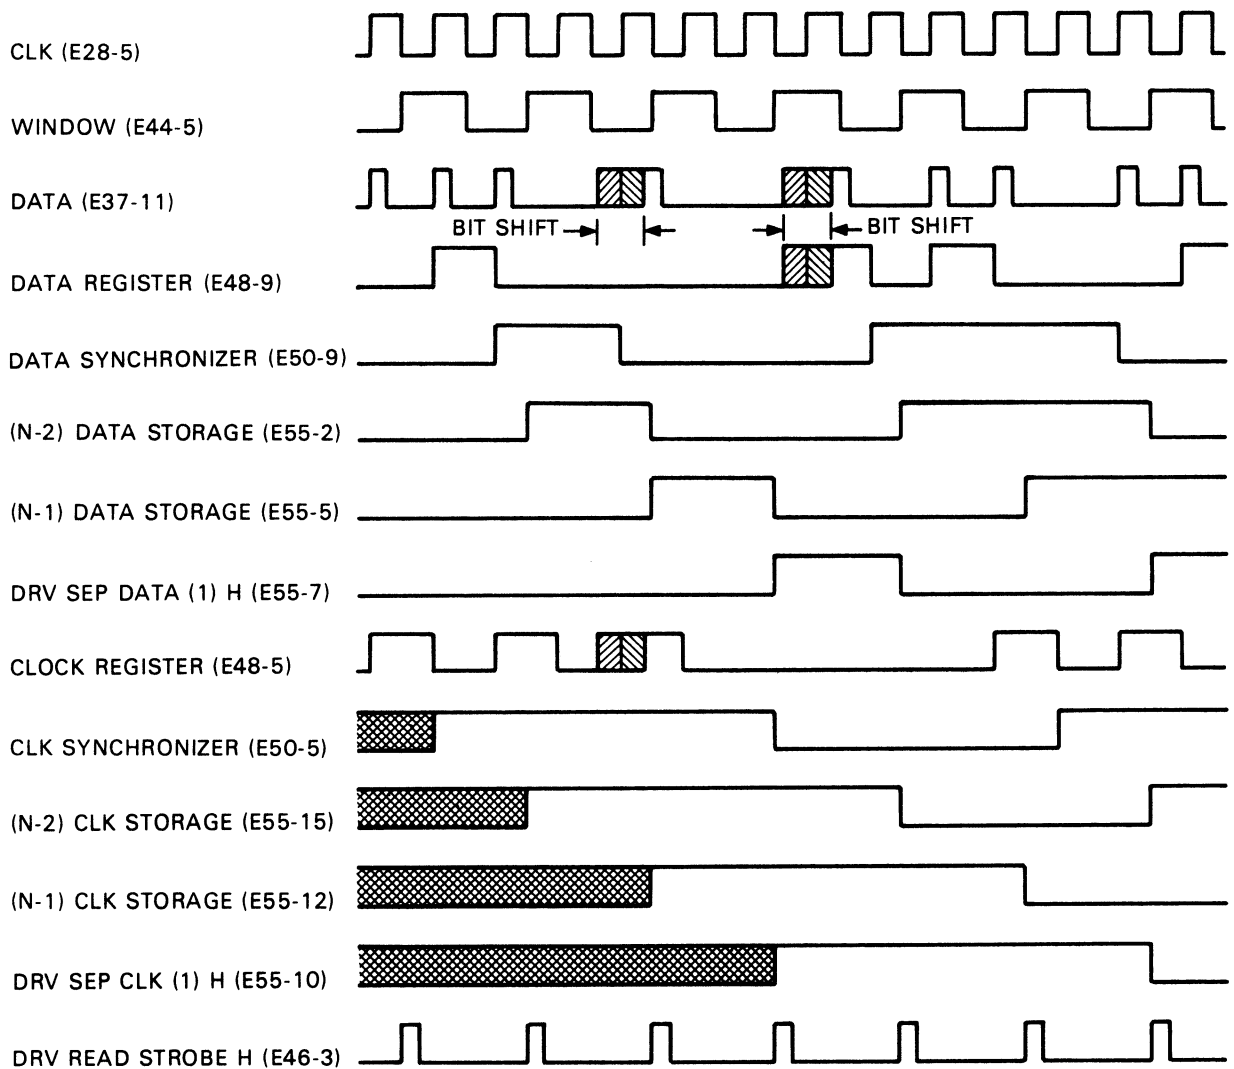 CLK (E28-5)
WINDOW (E44-5)
DATA (E37-11)
BIT SHIFT
BIT SHIFT
DATA REGISTER (E48-9)
DATA SYNCHRONIZER (E50-9)
(N-2) DATA STORAGE (E55-2)
(N-1) DATA STORAGE (E55-5)
DRV SEP DATA (1) H (E55-7)
CLOCK REGISTER (E48-5)
CLK SYNCHRONIZER (E50-5)
(N-2) CLK STORAGE (E55-15)
(N-1) CLK STORAGE (E55-12)
DRV SEP CLK (1) H (E55-10)
DRV READ STROBE H (E46-3)